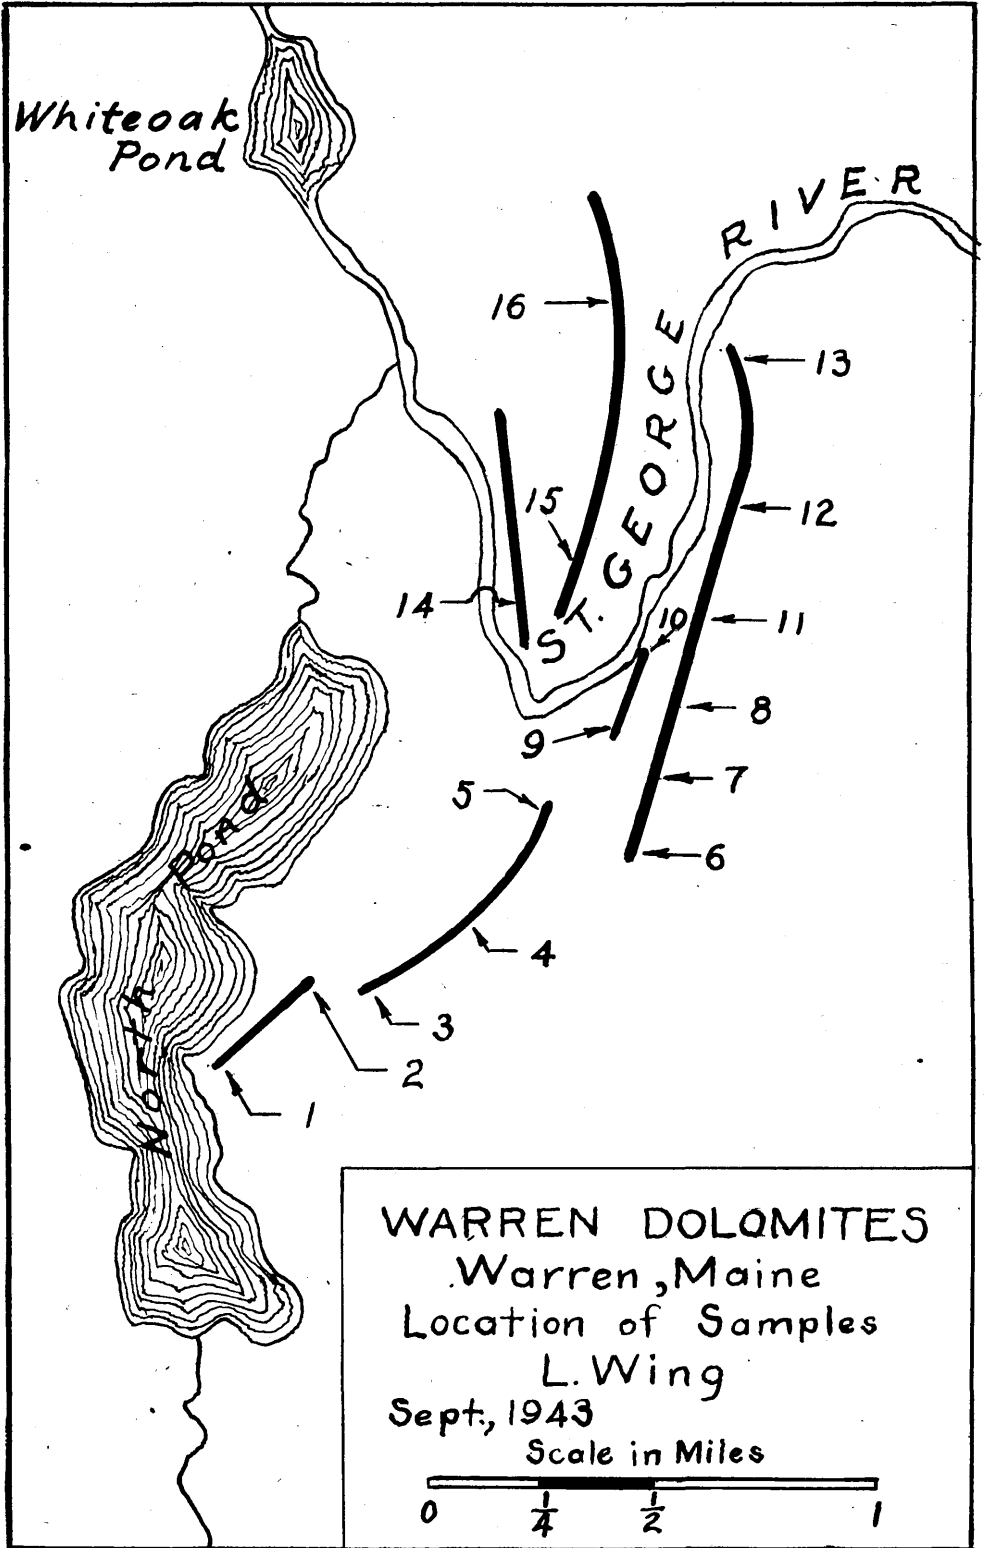 Whiteoak
Pond
ST. GEORGE RIVER
16
13
15
12
14
10
11
8
9
7
5
6
4
3
2
1
North Pond
WARREN DOLOMITES
Warren, Maine
Location of Samples
L. Wing
Sept., 1943
Scale in Miles
0 1/4 1/2 1